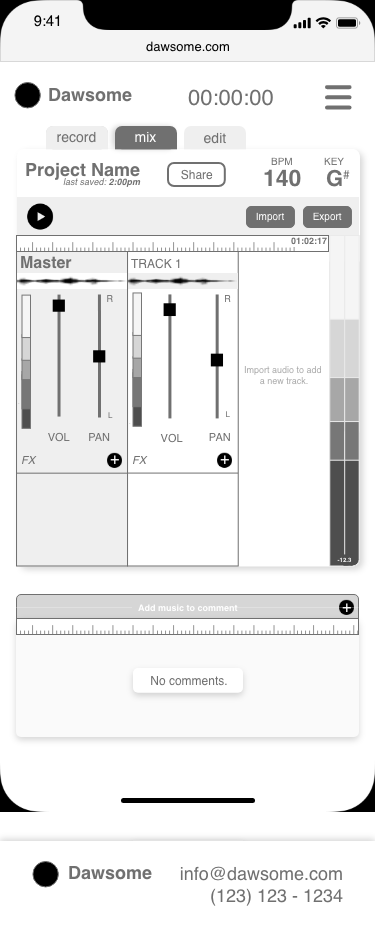 9:41
dawsome.com
Dawsome
00:00:00
record
mix
edit
Project Name
last saved: 2:00pm
Share
BPM
140
KEY
G#
Import
Export
01:02:17
Master
TRACK 1
R
R
Import audio to add
a new track.
L
L
VOL
PAN
VOL
PAN
FX
FX
-12.3
Add music to comment
No comments.
Dawsome
info@dawsome.com
(123) 123 - 1234